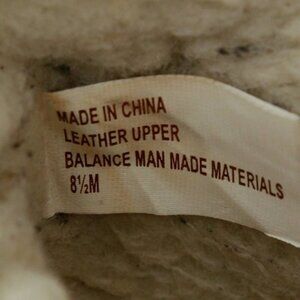 MADE IN CHINA
LEATHER UPPER
BALANCE MAN MADE MATERIALS
8½M